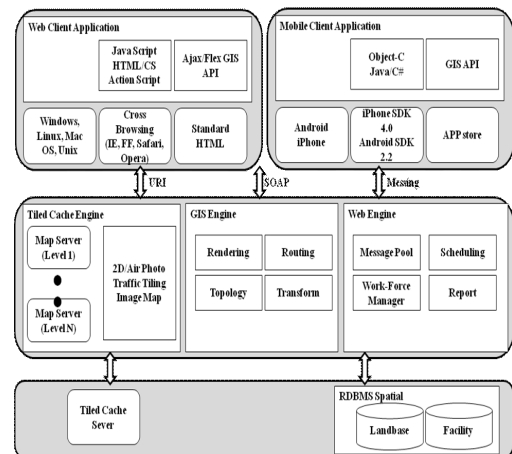 Web Client Application
Java Script
HTML/CS
Action Script
Ajax/Flex GIS
API
Windows,
Linux, Mac
OS, Unix
Cross
Browsing
(IE, FF, Safari,
Opera)
Standard
HTML
Mobile Client Application
Object-C
Java/C#
GIS API
Android
iPhone
iPhone SDK
4.0
Android SDK
2.2
APP store
URI
SOAP
Messing
Tiled Cache Engine
Map Server
(Level 1)
Map Server
(Level N)
2D/Air Photo
Traffic Tiling
Image Map
GIS Engine
Rendering
Routing
Topology
Transform
Web Engine
Message Pool
Scheduling
Work-Force
Manager
Report
Tiled Cache
Sever
RDBMS Spatial
Landbase
Facility